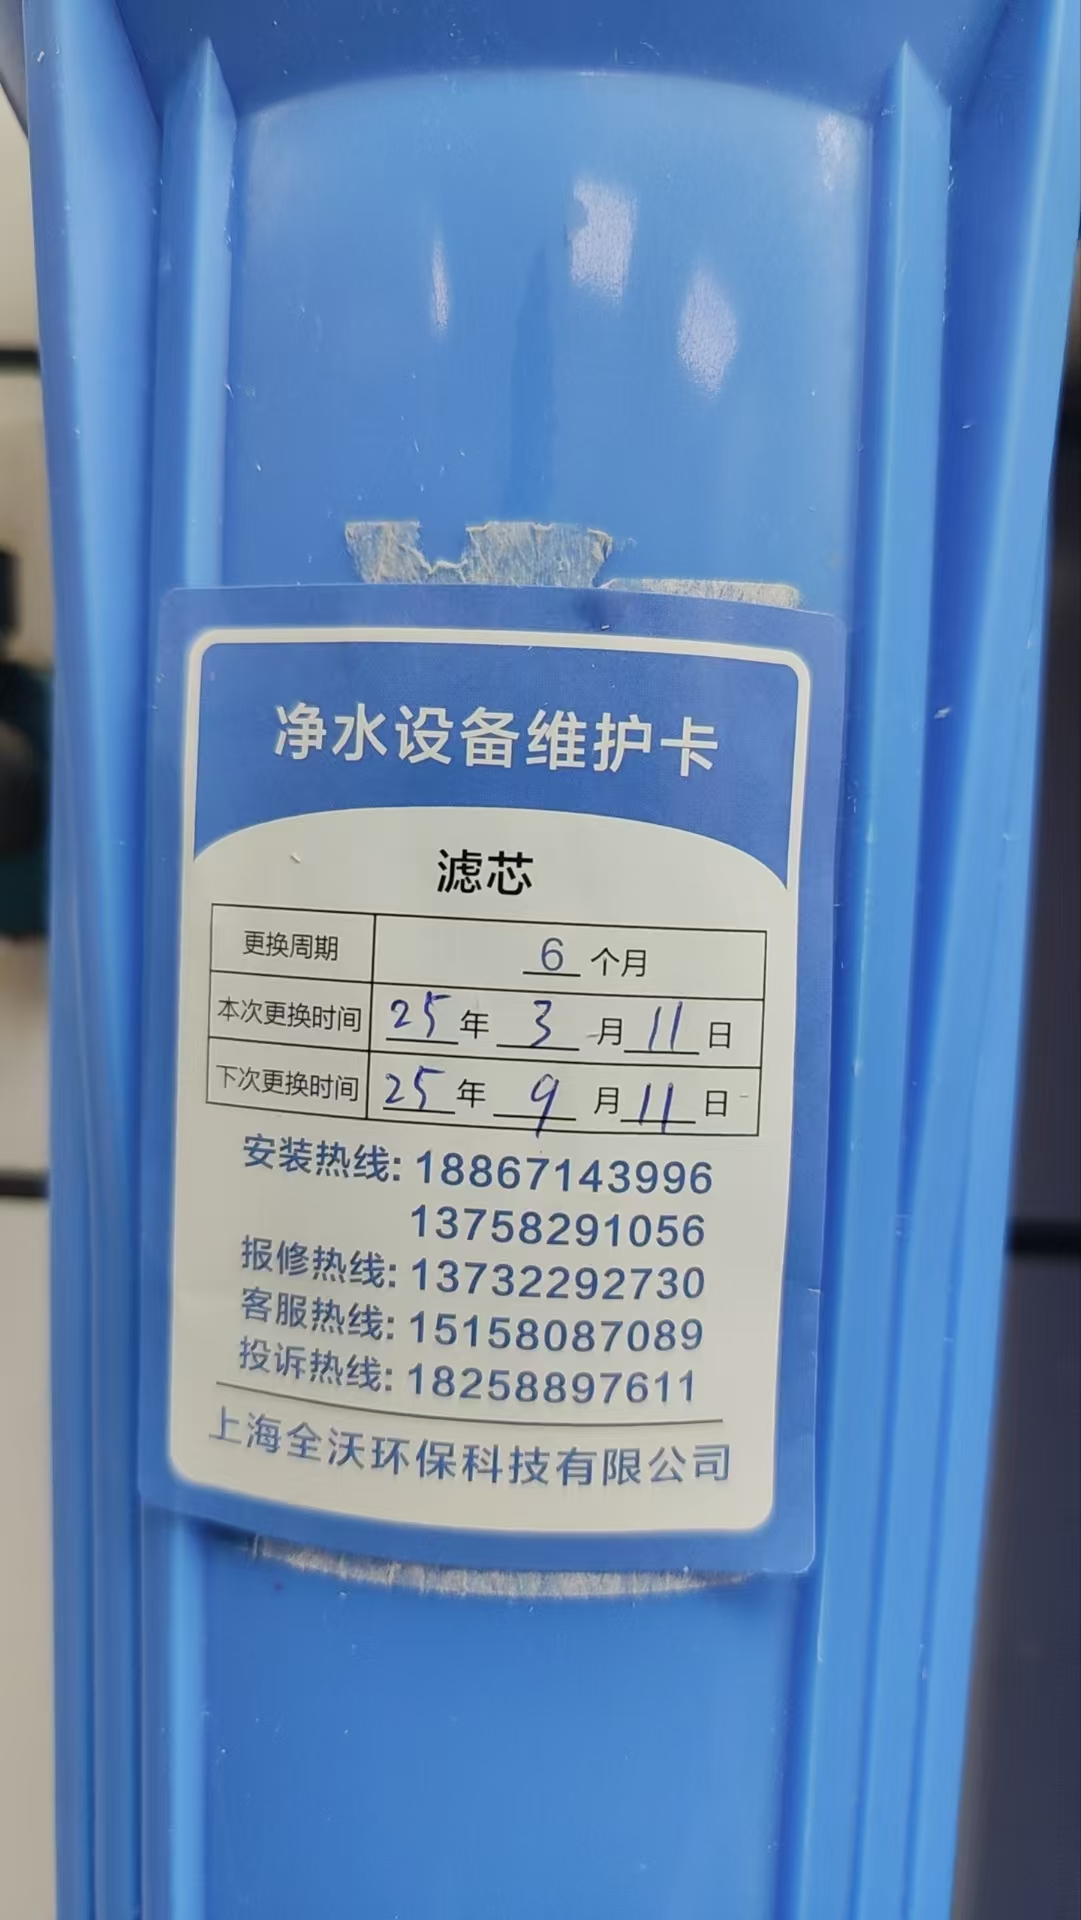 净水设备维护卡
滤芯
更换周期 6 个月
本次更换时间 25 年 3 月 11 日
下次更换时间 25 年 9 月 11 日
安装热线: 18867143996
13758291056
报修热线: 13732292730
客服热线: 15158087089
投诉热线: 18258897611
上海全沃环保科技有限公司